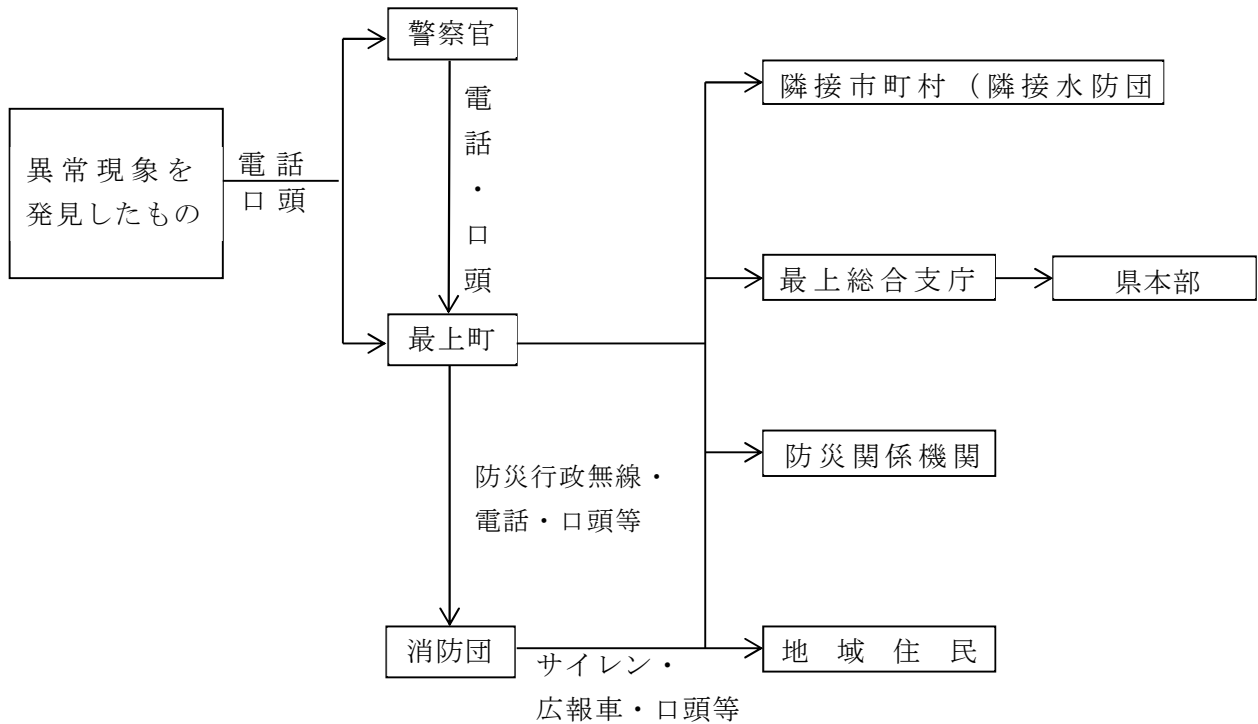 警察官
隣接市町村（隣接水防団
電話・口頭
異常現象を
発見したもの
電話
口頭
最上総合支庁
県本部
最上町
防災関係機関
防災行政無線・
電話・口頭等
消防団
地域住民
サイレン・
広報車・口頭等